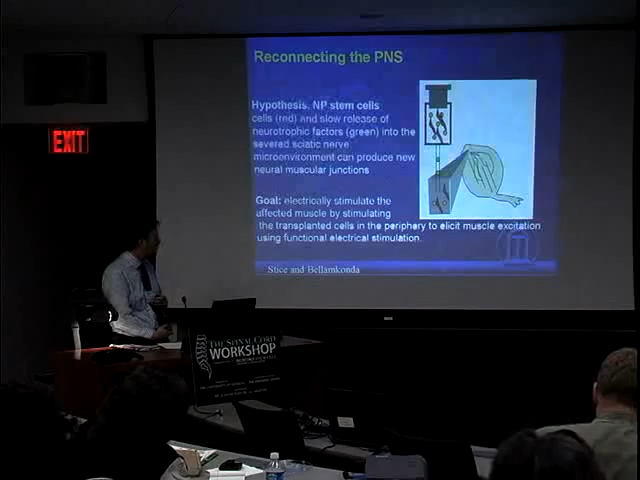 Reconnecting the PNS
Hypothesis. NP stem cells
cells (red) and slow release of
neurotrophic factors (green) into the
severed sciatic nerve
microenvironment can produce new
neural muscular junctions
Goal: electrically stimulate the
affected muscle by stimulating
the transplanted cells in the periphery to elicit muscle excitation
using functional electrical stimulation.
Stice and Bellamkonda
EXIT
THE SPINAL CORD
WORKSHOP